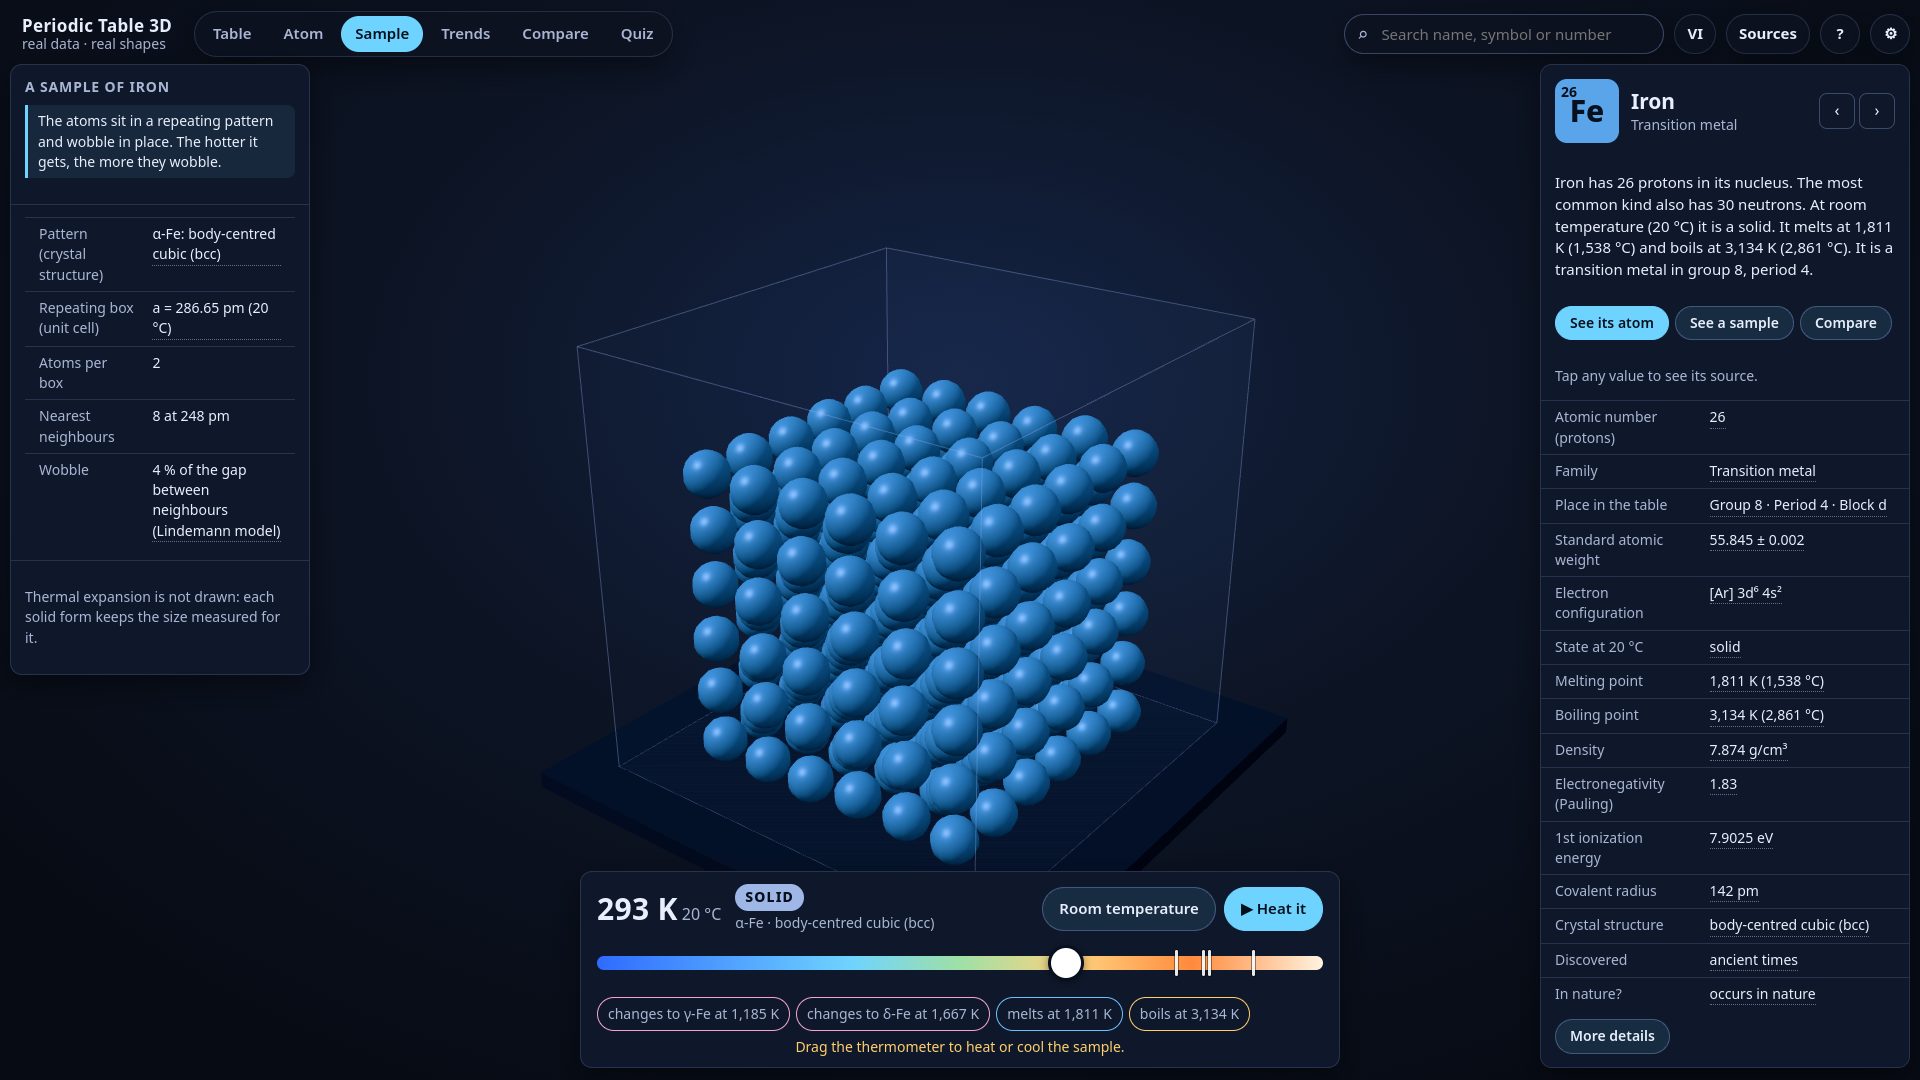 Periodic Table 3D
real data · real shapes
Table
Atom
Sample
Trends
Compare
Quiz
⌕ Search name, symbol or number
VI
Sources
?
⚙
A SAMPLE OF IRON
The atoms sit in a repeating pattern
and wobble in place. The hotter it
gets, the more they wobble.
Pattern
(crystal
structure)
α-Fe: body-centred
cubic (bcc)
Repeating box
(unit cell)
a = 286.65 pm (20
°C)
Atoms per
box
2
Nearest
neighbours
8 at 248 pm
Wobble
4 % of the gap
between
neighbours
(Lindemann model)
Thermal expansion is not drawn: each
solid form keeps the size measured for
it.
293 K 20 °C
SOLID
α-Fe · body-centred cubic (bcc)
Room temperature
▶ Heat it
changes to γ-Fe at 1,185 K
changes to δ-Fe at 1,667 K
melts at 1,811 K
boils at 3,134 K
Drag the thermometer to heat or cool the sample.
26
Fe
Iron
Transition metal
‹
›
Iron has 26 protons in its nucleus. The most
common kind also has 30 neutrons. At room
temperature (20 °C) it is a solid. It melts at 1,811
K (1,538 °C) and boils at 3,134 K (2,861 °C). It is a
transition metal in group 8, period 4.
See its atom
See a sample
Compare
Tap any value to see its source.
Atomic number
(protons)
26
Family
Transition metal
Place in the table
Group 8 · Period 4 · Block d
Standard atomic
weight
55.845 ± 0.002
Electron
configuration
[Ar] 3d⁶ 4s²
State at 20 °C
solid
Melting point
1,811 K (1,538 °C)
Boiling point
3,134 K (2,861 °C)
Density
7.874 g/cm³
Electronegativity
(Pauling)
1.83
1st ionization
energy
7.9025 eV
Covalent radius
142 pm
Crystal structure
body-centred cubic (bcc)
Discovered
ancient times
In nature?
occurs in nature
More details